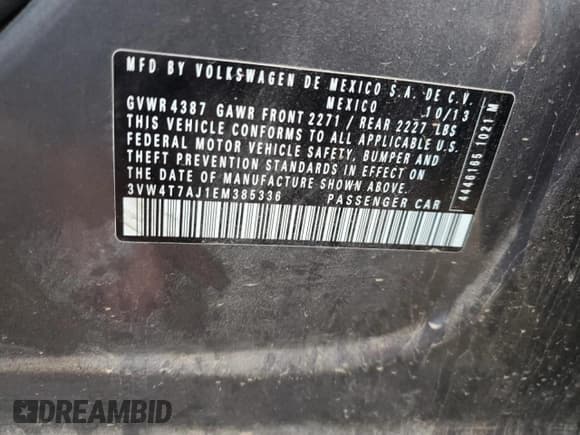 MFD BY VOLKSWAGEN DE MEXICO S.A. DE C.V.
MEXICO 10/13
GVWR 4387 GAWR FRONT 2271 / REAR 2227 LBS
THIS VEHICLE CONFORMS TO ALL APPLICABLE U.S.
FEDERAL MOTOR VEHICLE SAFETY, BUMPER AND
THEFT PREVENTION STANDARDS IN EFFECT ON
THE DATE OF MANUFACTURE SHOWN ABOVE.
3VW4T7AJ1EM385336 PASSENGER CAR
4446185 1021 M
DREAMBID